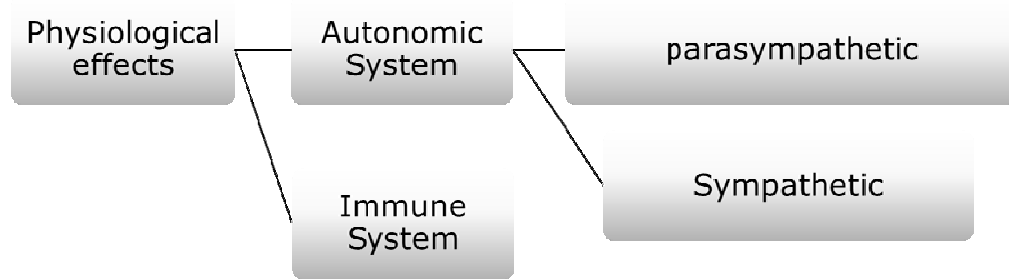 Physiological
effects
Autonomic
System
parasympathetic
Sympathetic
Immune
System